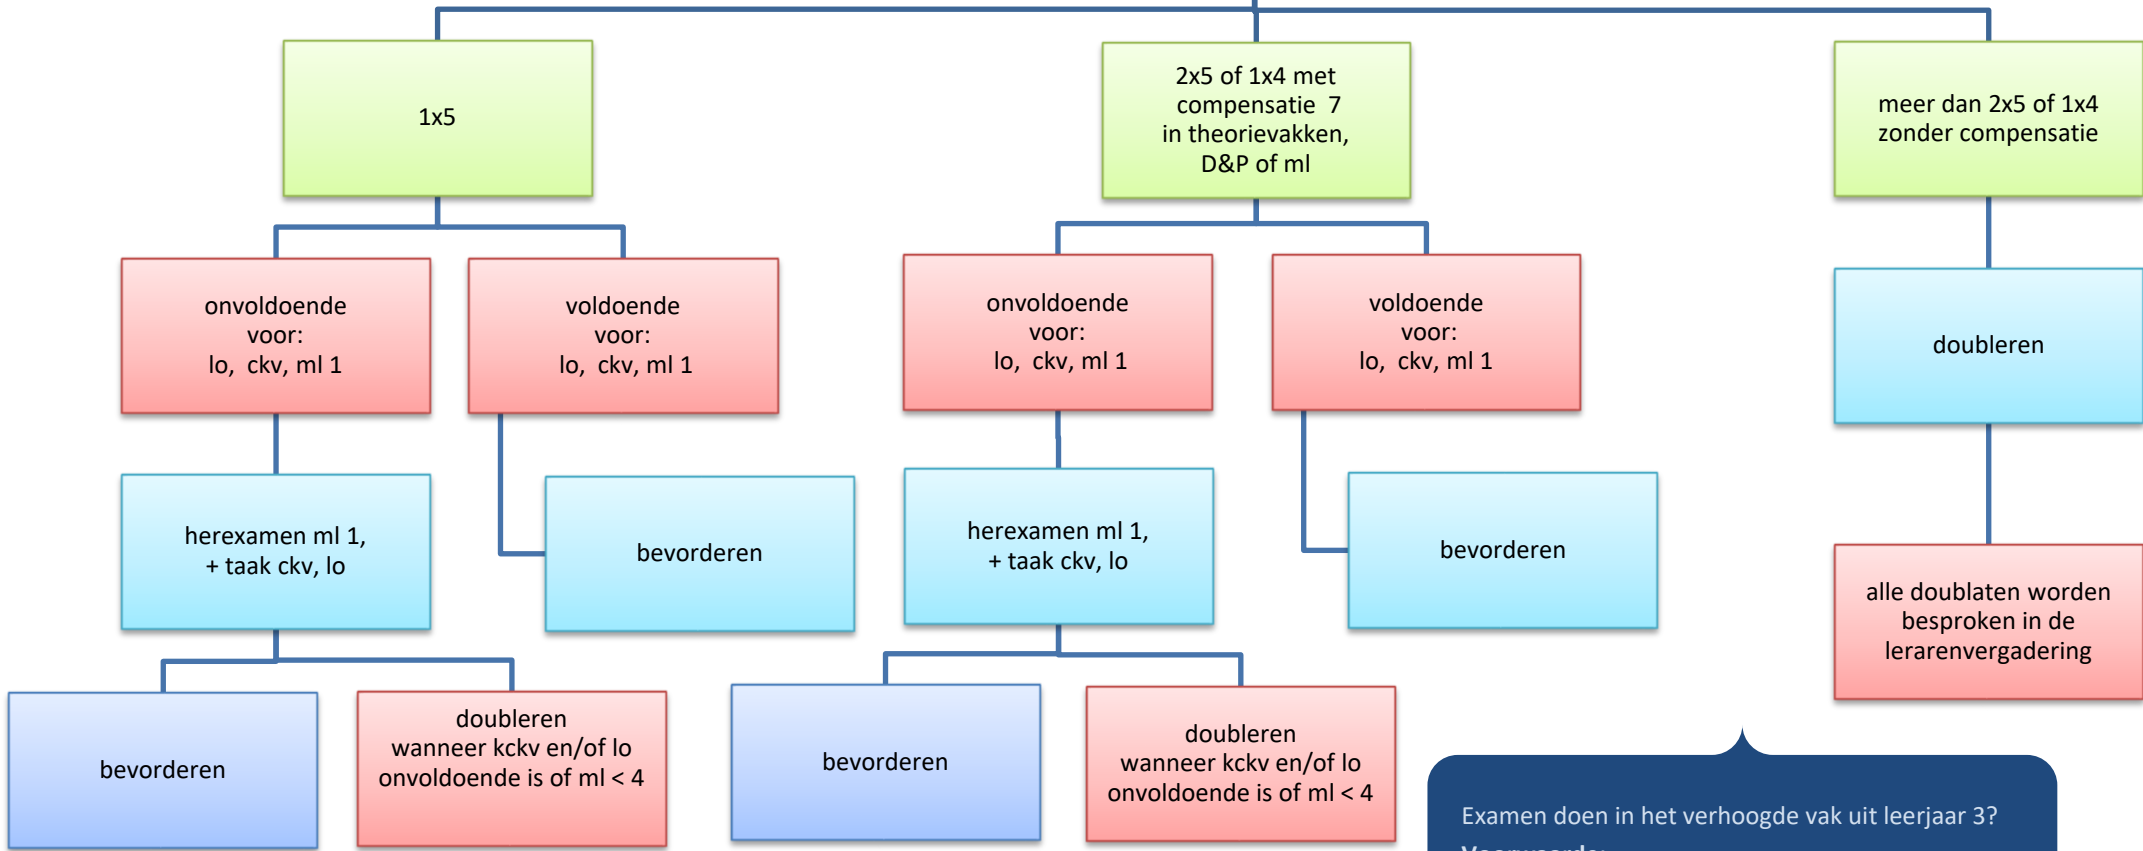 1x5
2x5 of 1x4 met
compensatie 7
in theorievakken,
D&P of ml
meer dan 2x5 of 1x4
zonder compensatie
onvoldoende
voor:
lo, ckv, ml 1
voldoende
voor:
lo, ckv, ml 1
onvoldoende
voor:
lo, ckv, ml 1
voldoende
voor:
lo, ckv, ml 1
doubleren
herexamen ml 1,
+ taak ckv, lo
bevorderen
herexamen ml 1,
+ taak ckv, lo
bevorderen
alle doublaten worden
besproken in de
lerarenvergadering
bevorderen
doubleren
wanneer kckv en/of lo
onvoldoende is of ml < 4
bevorderen
doubleren
wanneer kckv en/of lo
onvoldoende is of ml < 4
Examen doen in het verhoogde vak uit leerjaar 3?
Voorwaarde: